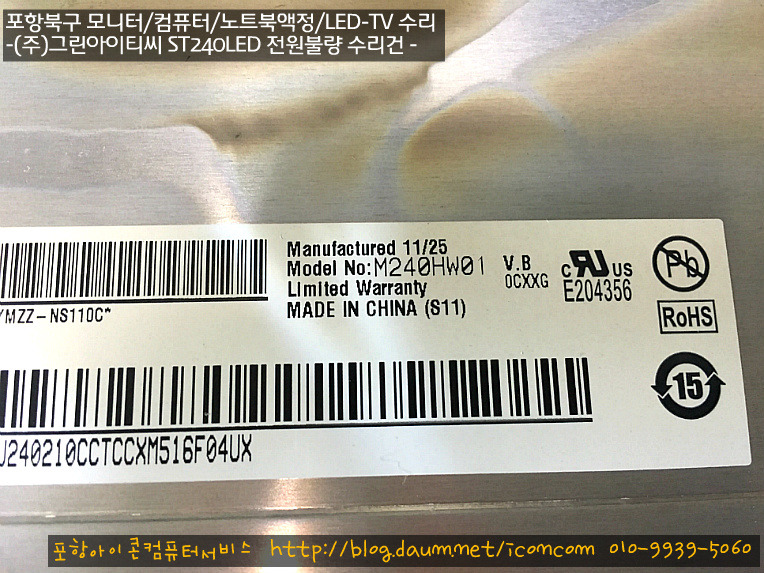 포항북구 모니터/컴퓨터/노트북액정/LED-TV 수리
-(주)그린아이티씨 ST240LED 전원불량 수리건 -
Manufactured 11/25
Model No:M240HW01 V.B
0CXXG
Limited Warranty
MADE IN CHINA (S11)
c RU US
E204356
Pb
RoHS
15
YMZZ-NS110C*
J240210CCTCCXM516F04UX
포항아이콘컴퓨터서비스 http://blog.daum.net/icomcom 010-9939-5060